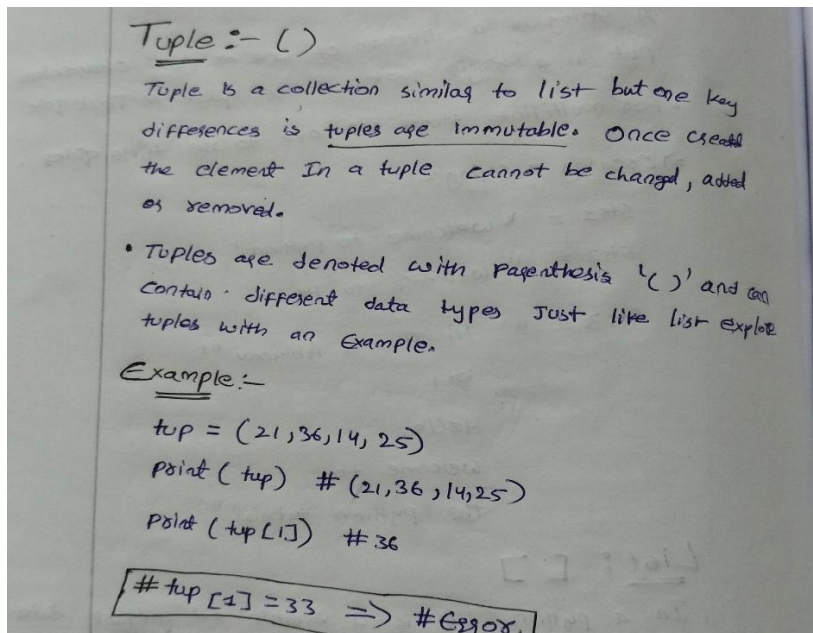 Tuple :- ()
Tuple is a collection similar to list but one key
differences is tuples are immutable. Once created
the element In a tuple cannot be changed, added
or removed.
• Tuples are denoted with parenthesis '()' and can
contain different data types Just like list explore
tuples with an Example.
Example:-
tup = (21,36,14,25)
print (tup) # (21,36,14,25)
print (tup[1]) # 36
# tup[1] = 33 => # Error.